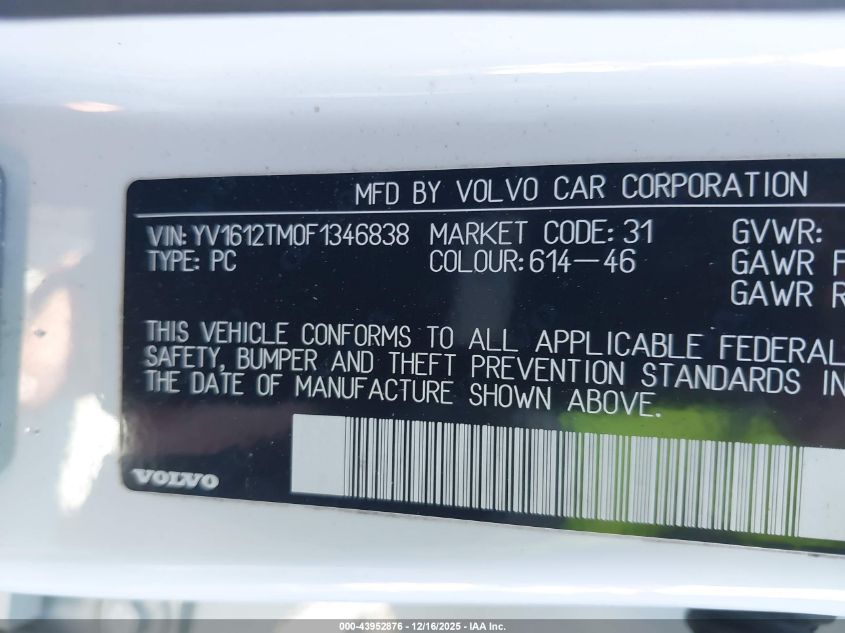 MFD BY VOLVO CAR CORPORATION
VIN: YV1612TM0F1346838 MARKET CODE: 31 GVWR:
TYPE: PC COLOUR: 614-46 GAWR F
GAWR R
THIS VEHICLE CONFORMS TO ALL APPLICABLE FEDERAL
SAFETY, BUMPER AND THEFT PREVENTION STANDARDS IN
THE DATE OF MANUFACTURE SHOWN ABOVE.
VOLVO
000-43952876 - 12/16/2025 - IAA Inc.